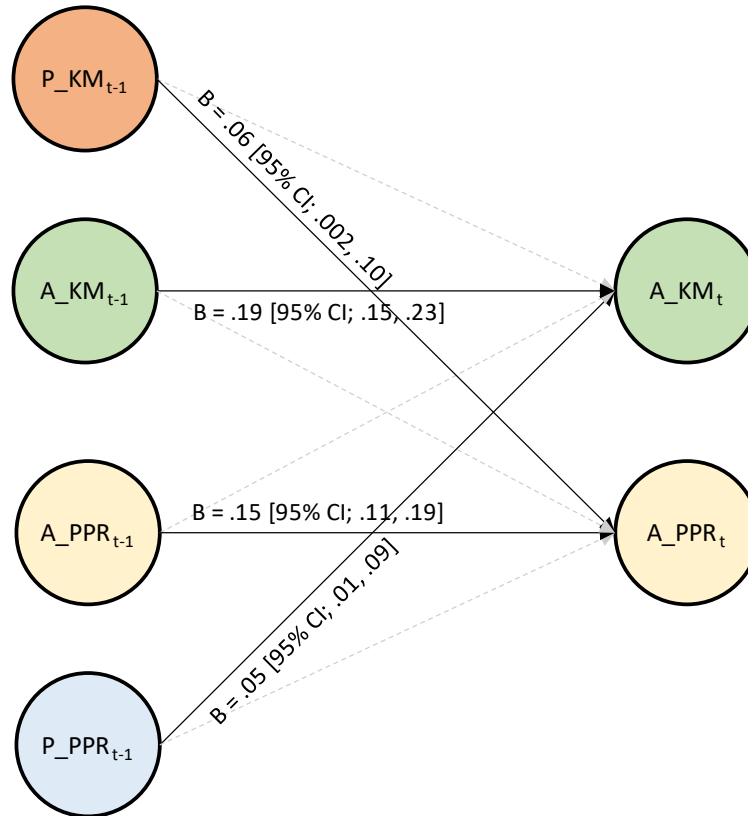 P_KMt-1
B = .06 [95% CI; .002, .10]
A_KMt-1
A_KMt
B = .19 [95% CI; .15, .23]
B = .15 [95% CI; .11, .19]
A_PPRt-1
A_PPRt
B = .05 [95% CI; .01, .09]
P_PPRt-1